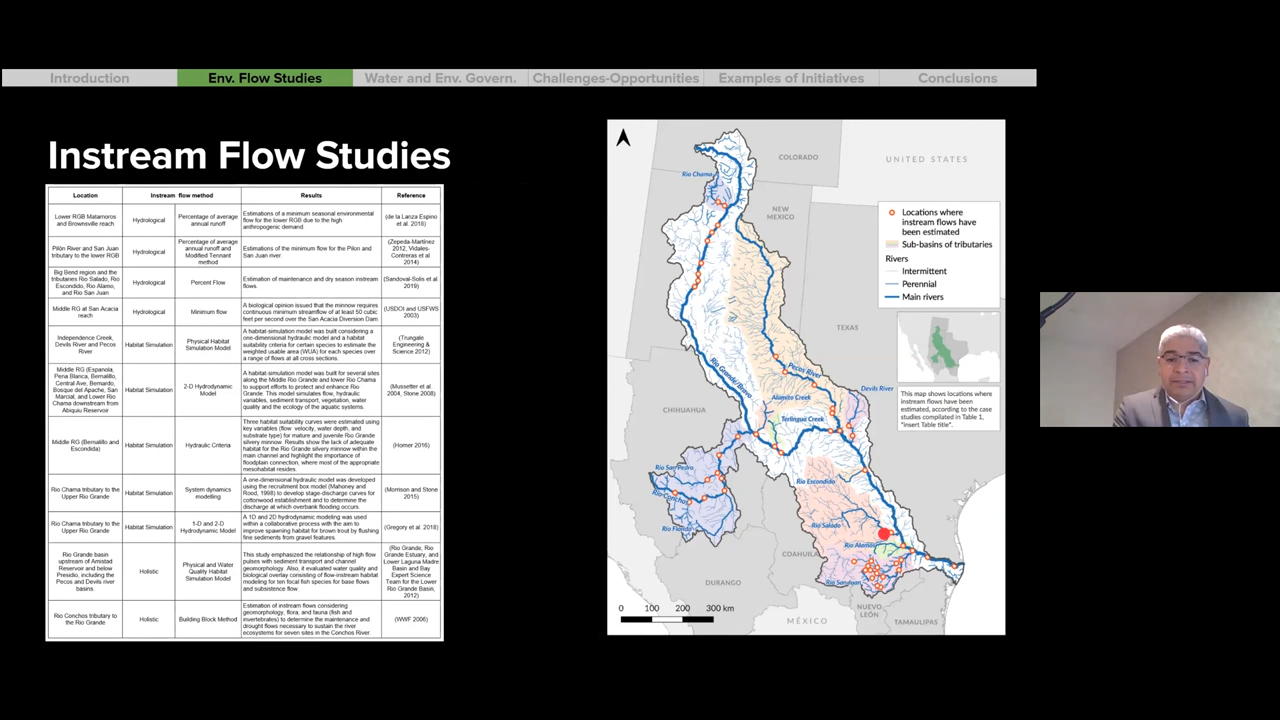 Introduction
Env. Flow Studies
Water and Env. Govern.
Challenges-Opportunities
Examples of Initiatives
Conclusions
Instream Flow Studies
Location
Instream flow method
Results
Reference
Lower RGB Matamoros
and Brownsville reach
Hydrological
Percentage of average
annual runoff
Estimations of a minimum seasonal environmental
flow for the lower RGB due to the high
anthropogenic demand.
(de la Lanza Espino
et al. 2018)
Pilón River and San Juan
tributary to the lower RGB
Hydrological
Percentage of average
annual runoff and
Modified Tennant
method
Estimations of the minimum flow for the Pilon and
San Juan river.
(Zepeda-Martínez
2012, Vidales-
Contreras et al
2014)
Big Bend region and the
tributaries Rio Salado, Rio
Escondido, Rio Alamo,
and Rio San Juan
Hydrological
Percent Flow
Estimation of maintenance and dry season instream
flows.
(Sandoval-Solis et al.
2019)
Middle RG at San Acacia
reach
Hydrological
Minimum flow
A biological opinion issued that the minnow requires
continuous minimum streamflow of at least 50 cubic
feet per second over the San Acacia Diversion Dam.
(USDOI and USFWS
2003)
Independence Creek,
Devils River and Pecos
River
Habitat Simulation
Physical Habitat
Simulation Model
A habitat-simulation model was built considering a
one-dimensional hydraulic model and a habitat
suitability criteria for certain species to estimate the
weighted usable area (WUA) for each species over
a range of flows at all cross sections.
(Trungale
Engineering &
Science 2012)
Middle RG (Espanola,
Pena Blanca, Bernalillo,
Central Ave, Bernardo,
Bosque del Apache, San
Marcial, and Lower Rio
Chama downstream from
Abiquiu Reservoir
Habitat Simulation
2-D Hydrodynamic
Model
A habitat simulation model was built for several sites
along the Middle Rio Grande and lower Rio Chama
to support efforts to protect and enhance Rio
Grande. This model simulates flow, hydraulic
variables, sediment transport, vegetation, water
quality and the ecology of the aquatic systems.
(Mussetter et al.
2004, Stone 2008)
Middle RG (Bernalillo and
Escondida)
Habitat Simulation
Hydraulic Criteria
Three habitat suitability curves were estimated using
key variables (flow velocity, water depth, and
substrate type) for mature and juvenile Rio Grande
silvery minnow. Results show the lack of adequate
habitat for the Rio Grande silvery minnow within the
main channel and highlight the importance of
floodplain connection, where most of the appropriate
mesohabitat resides.
(Horner 2016)
Rio Chama tributary to the
Upper Rio Grande
Habitat Simulation
System dynamics
modelling
A one-dimensional hydraulic model was developed
using the recruitment box model (Mahoney and
Rood, 1998) to develop stage-discharge curves for
cottonwood establishment and to determine the
discharge at which overbank flooding occurs.
(Morrison and Stone
2015)
Rio Chama tributary to the
Upper Rio Grande
Habitat Simulation
1-D and 2-D
Hydrodynamic Model
A 1D and 2D hydrodynamic modeling was used
within a collaborative process with the aim to
improve spawning habitat for brown trout by flushing
fine sediments from gravel features.
(Gregory et al. 2018)
Rio Grande basin
upstream of Amistad
Reservoir and below
Presidio, including the
Pecos and Devils river
basins.
Holistic
Physical and Water
Quality Habitat
Simulation Model
This study emphasized the relationship of high flow
pulses with sediment transport and channel
geomorphology. Also, it evaluated water quality and
biological overlay consisting of flow-instream habitat
modeling for ten focal fish species for base flows
and subsistence flow.
(Rio Grande, Rio
Grande Estuary, and
Lower Laguna Madre
Basin and Bay
Expert Science
Team for the Lower
Rio Grande Basin,
2012)
Rio Conchos tributary to
the Rio Grande
Holistic
Building Block Method
Estimation of instream flows considering
geomorphology, flora, and fauna (fish and
invertebrates) to determine the maintenance and
drought flows necessary to sustain the river
ecosystems for seven sites in the Conchos River.
(WWF 2006)
COLORADO
UNITED STATES
Rio Chama
NEW
MEXICO
Locations where
instream flows have
been estimated
Sub-basins of tributaries
Rivers
Intermittent
Perennial
Main rivers
TEXAS
Rio Grande/Bravo
Pecos River
Devils River
Alamito Creek
Terlingua Creek
CHIHUAHUA
This map shows locations where
instream flows have been
estimated, according to the case
studies compilated in Table 1,
"insert Table title".
Rio San Pedro
Rio Conchos
Rio Florido
Rio Escondido
Rio Salado
Rio Alamo
COAHUILA
Rio San Juan
DURANGO
NUEVO
LEÓN
TAMAULIPAS
MÉXICO
0 100 200 300 km